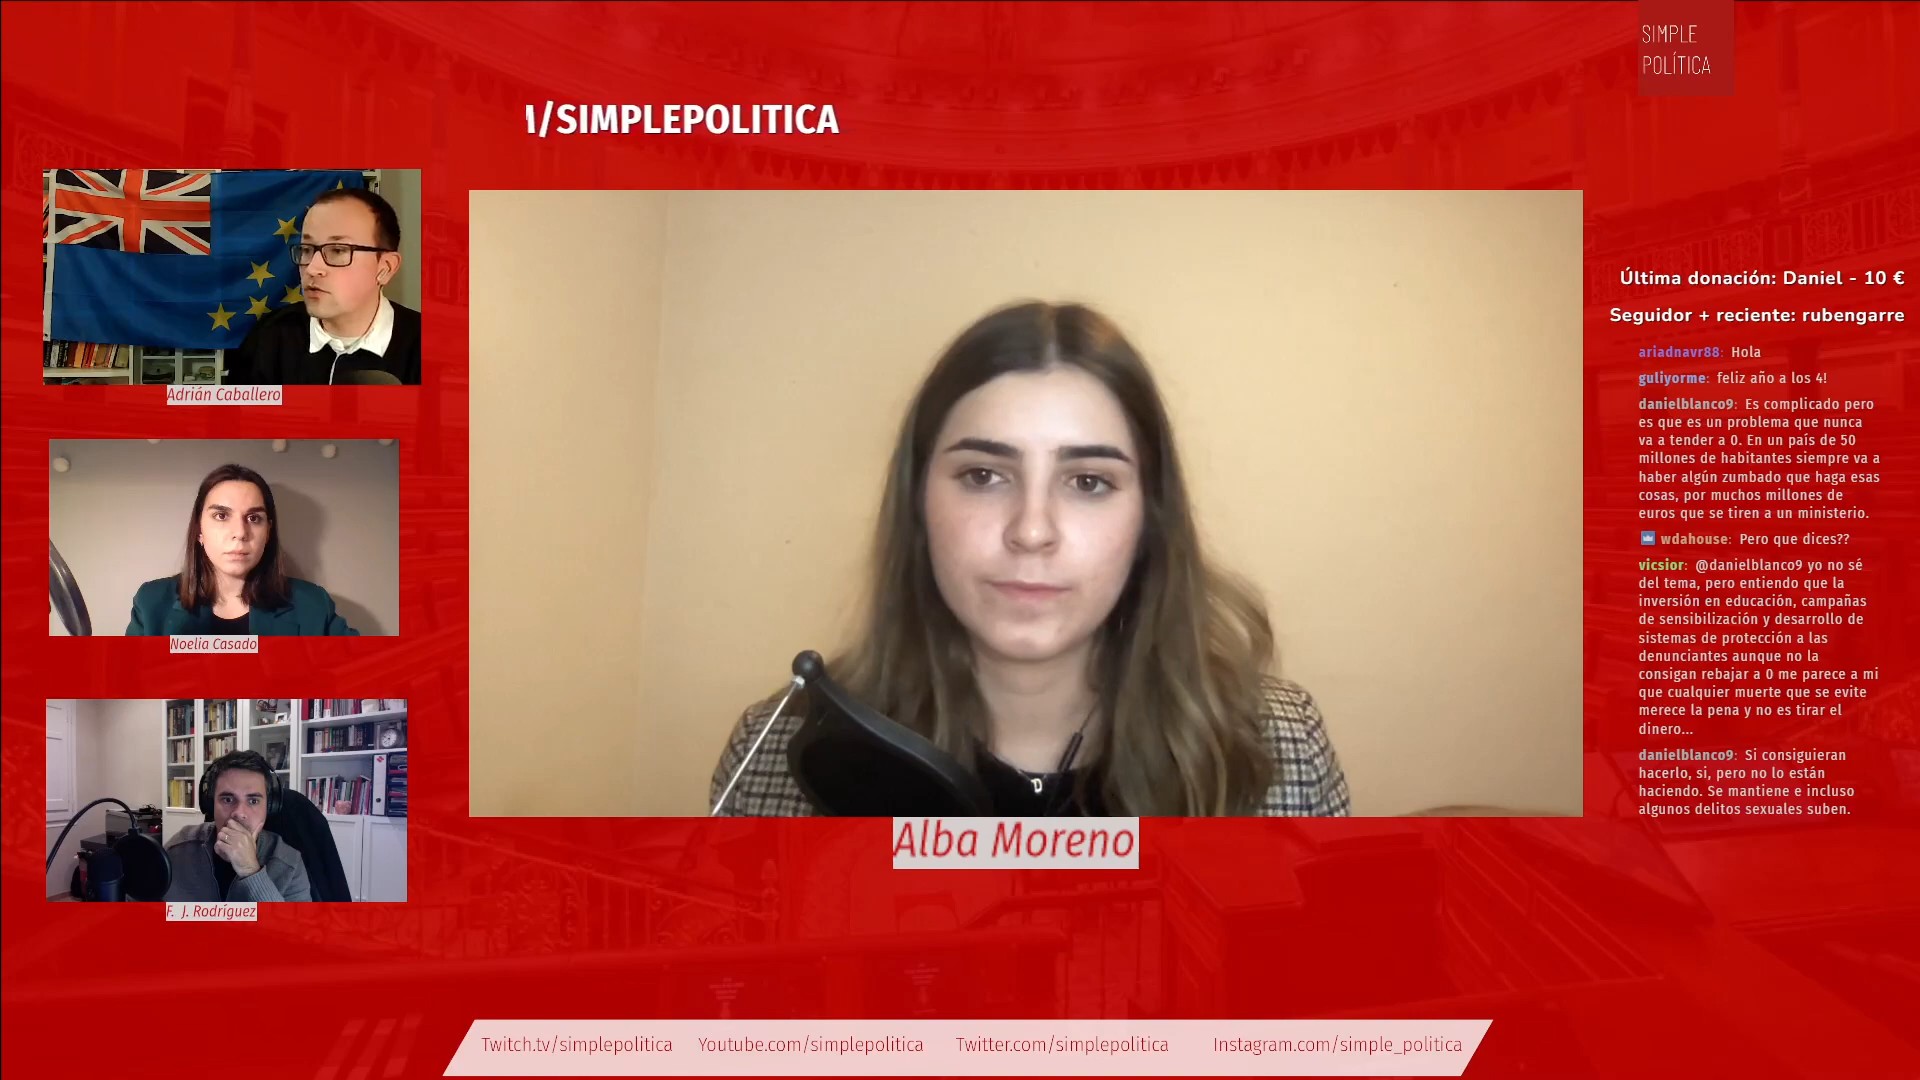 SIMPLE
POLÍTICA
/SIMPLEPOLITICA
Adrián Caballero
Noelia Casado
F. J. Rodríguez
Alba Moreno
Última donación: Daniel - 10 €
Seguidor + reciente: rubengarre
ariadnavr88: Hola
guliyorme: feliz año a los 4!
danielblanco9: Es complicado pero
es que es un problema que nunca
va a tender a 0. En un país de 50
millones de habitantes siempre va a
haber algún zumbado que haga esas
cosas, por muchos millones de
euros que se tiren a un ministerio.
wdahouse: Pero que dices??
vicsior: @danielblanco9 yo no sé
del tema, pero entiendo que la
inversión en educación, campañas
de sensibilización y desarrollo de
sistemas de protección a las
denunciantes aunque no la
consigan rebajar a 0 me parece a mi
que cualquier muerte que se evite
merece la pena y no es tirar el
dinero...
danielblanco9: Si consiguieran
hacerlo, si, pero no lo están
haciendo. Se mantiene e incluso
algunos delitos sexuales suben.
Twitch.tv/simplepolitica
Youtube.com/simplepolitica
Twitter.com/simplepolitica
Instagram.com/simple_politica